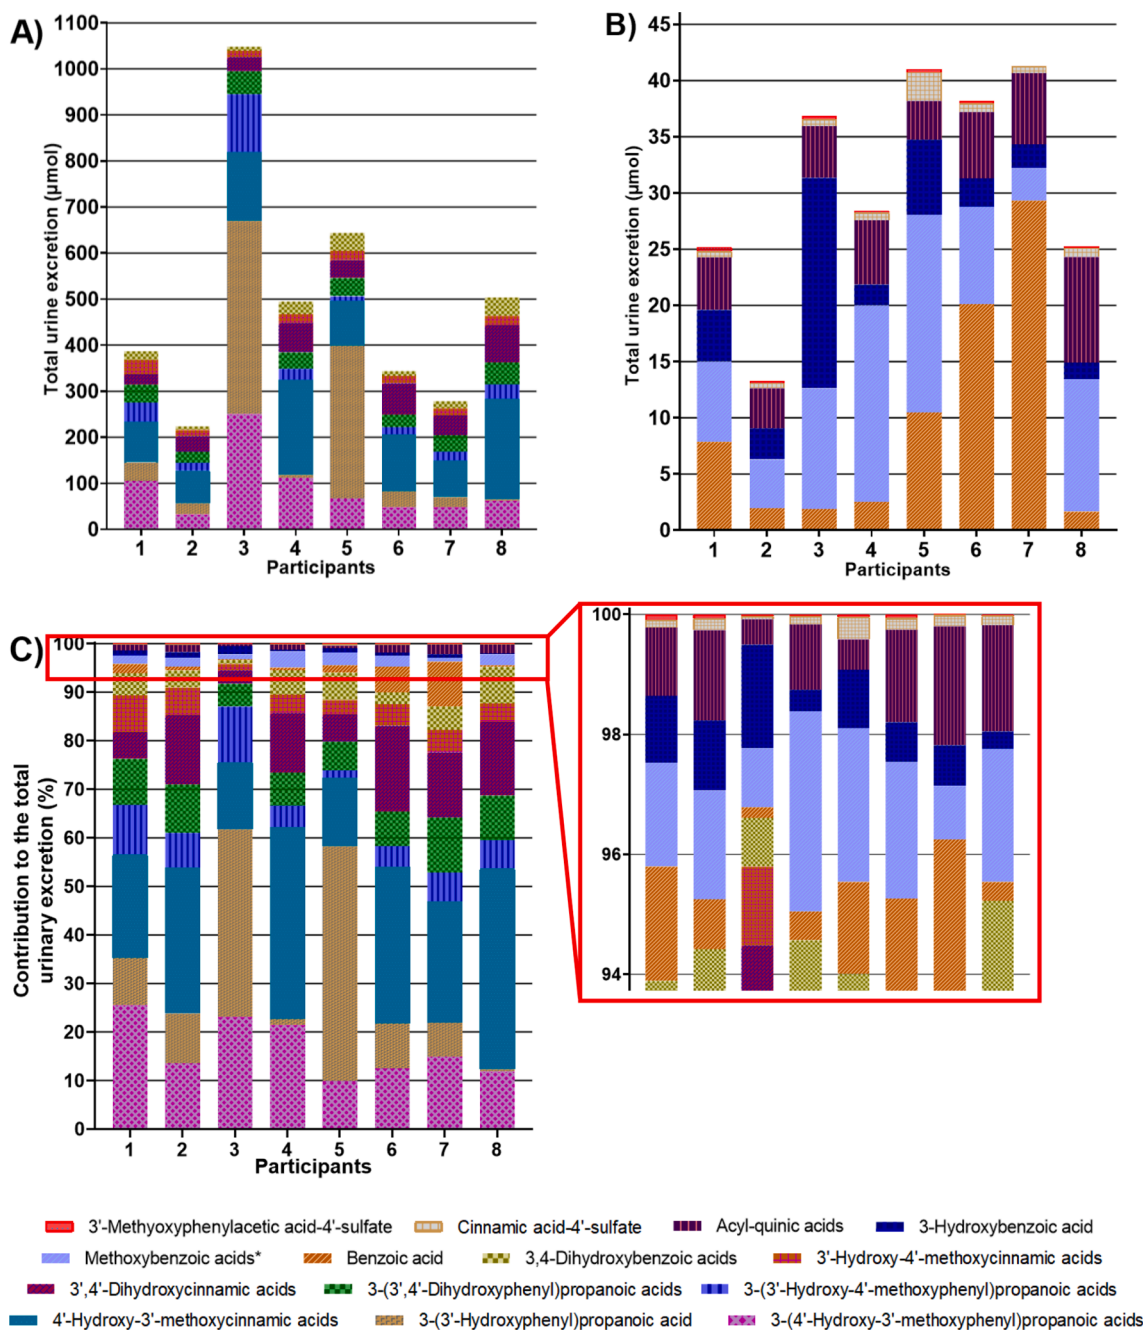 A)
Total urine excretion (μmol)
1100
1000
900
800
700
600
500
400
300
200
100
0
1 2 3 4 5 6 7 8
Participants
B)
Total urine excretion (μmol)
45
40
35
30
25
20
15
10
5
0
1 2 3 4 5 6 7 8
Participants
C)
Contribution to the total
urinary excretion (%)
100
90
80
70
60
50
40
30
20
10
0
1 2 3 4 5 6 7 8
Participants
100
98
96
94
3'-Methyoxyphenylacetic acid-4'-sulfate Cinnamic acid-4'-sulfate Acyl-quinic acids 3-Hydroxybenzoic acid
Methoxybenzoic acids* Benzoic acid 3,4-Dihydroxybenzoic acids 3'-Hydroxy-4'-methoxycinnamic acids
3',4'-Dihydroxycinnamic acids 3-(3',4'-Dihydroxyphenyl)propanoic acids 3-(3'-Hydroxy-4'-methoxyphenyl)propanoic acids
4'-Hydroxy-3'-methoxycinnamic acids 3-(3'-Hydroxyphenyl)propanoic acid 3-(4'-Hydroxy-3'-methoxyphenyl)propanoic acids